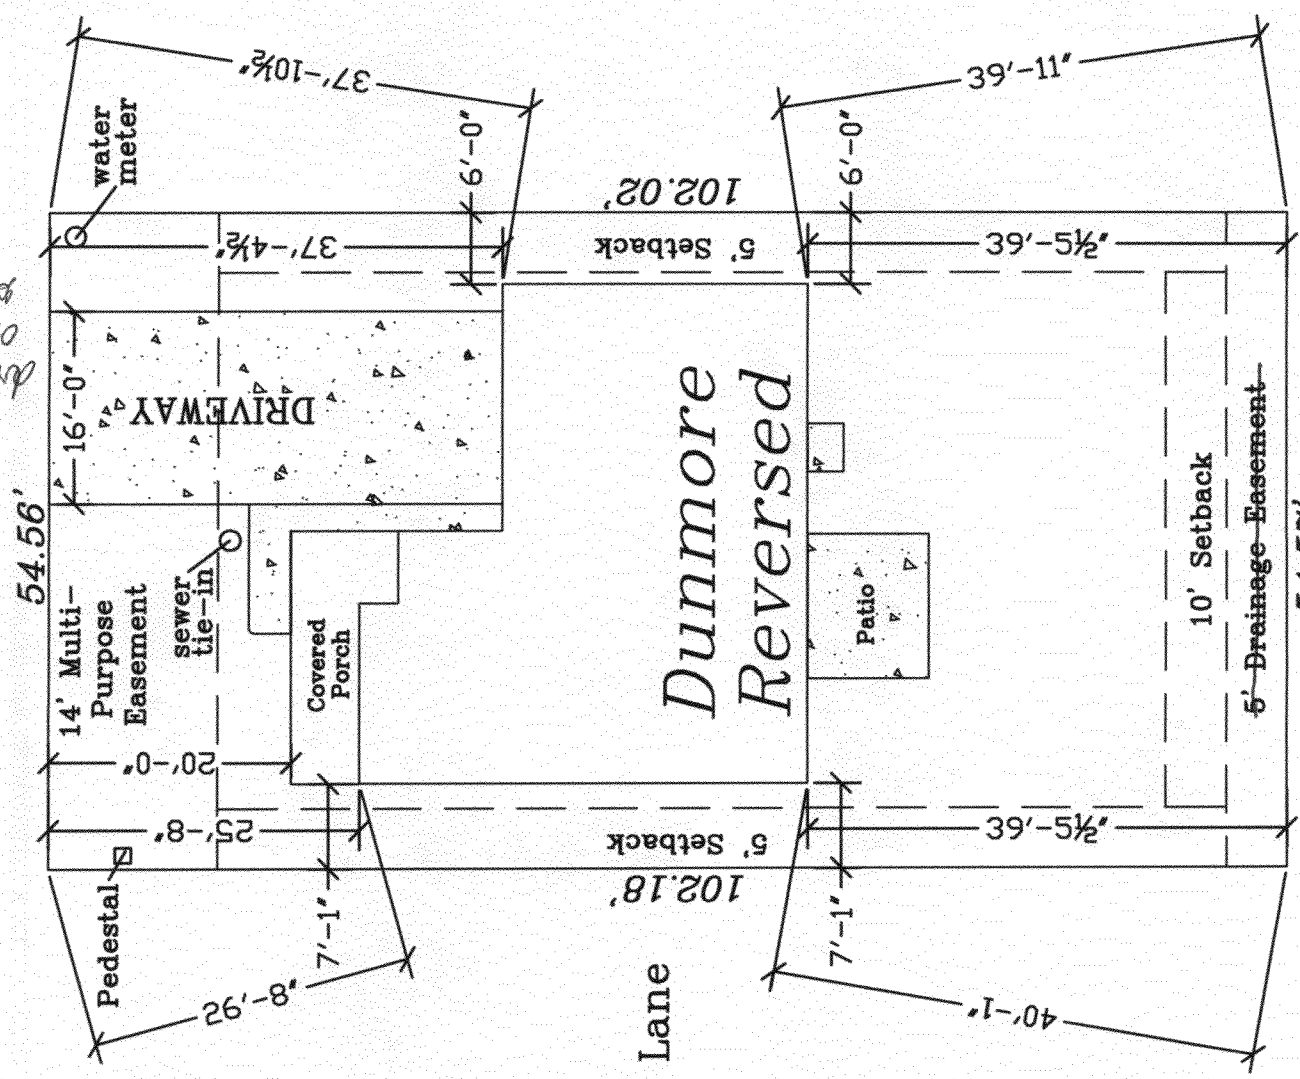 37'-10½"
39'-11"
water
meter
6'-0"
6'-0"
102.02'
37'-4½"
5' Setback
39'-5½"
16'-0"
DRIVEWAY
54.56'
14' Multi-
Purpose
Easement
sewer
tie-in
Covered
Porch
Dunmore
Reversed
Patio
10' Setback
5' Drainage Easement
20'-0"
25'-8"
5' Setback
39'-5½"
102.18'
Pedestal
7'-1"
7'-1"
26'-8"
Lane
40'-1"